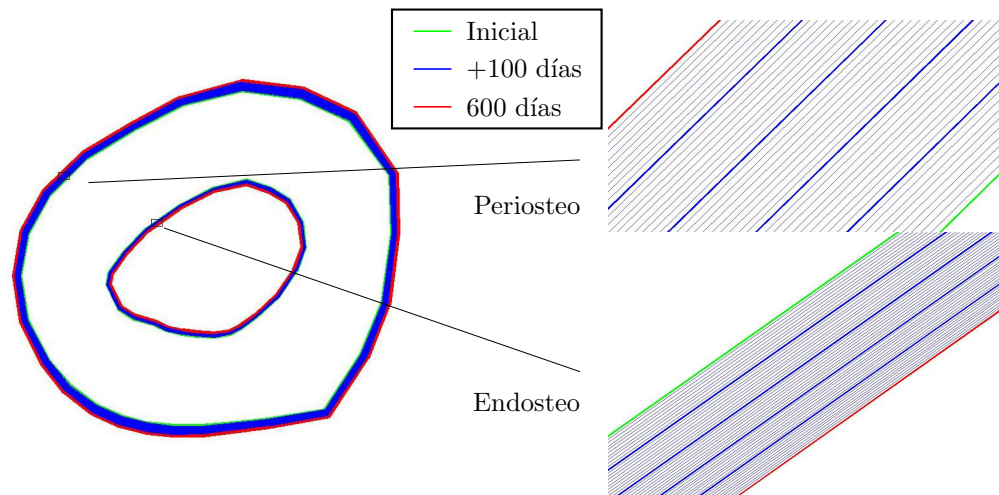 Inicial
+100 días
600 días
Periosteo
Endosteo